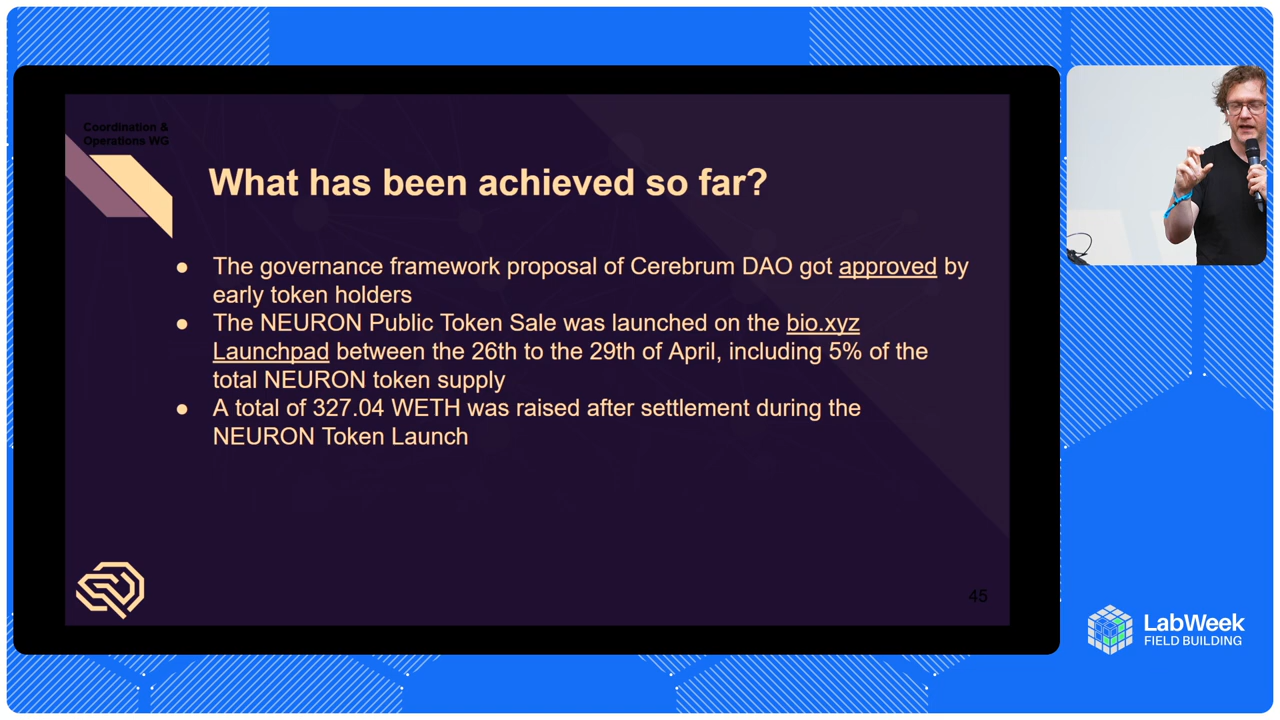 Coordination &
Operations WG
What has been achieved so far?
● The governance framework proposal of Cerebrum DAO got approved by
early token holders
● The NEURON Public Token Sale was launched on the bio.xyz
Launchpad between the 26th to the 29th of April, including 5% of the
total NEURON token supply
● A total of 327.04 WETH was raised after settlement during the
NEURON Token Launch
45
LabWeek
FIELD BUILDING